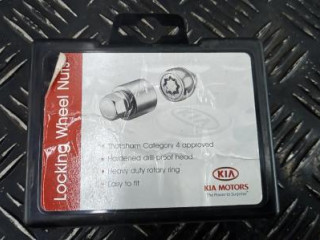 Locking Wheel Nuts
• Thatcham Category 4 approved
• Hardened drill proof head
• Heavy duty rotary ring
• Easy to fit
KIA
KIA MOTORS
The Power to Surprise